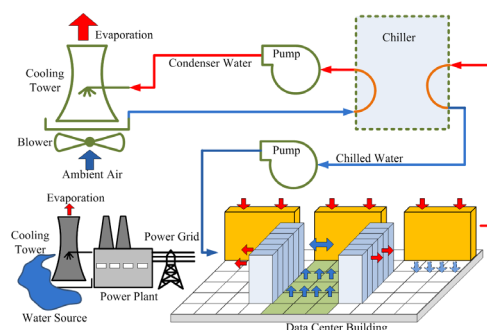 Evaporation
Cooling
Tower
Condenser Water
Pump
Chiller
Blower
Ambient Air
Pump
Chilled Water
Evaporation
Cooling
Tower
Power Grid
Power Plant
Water Source
Data Center Building